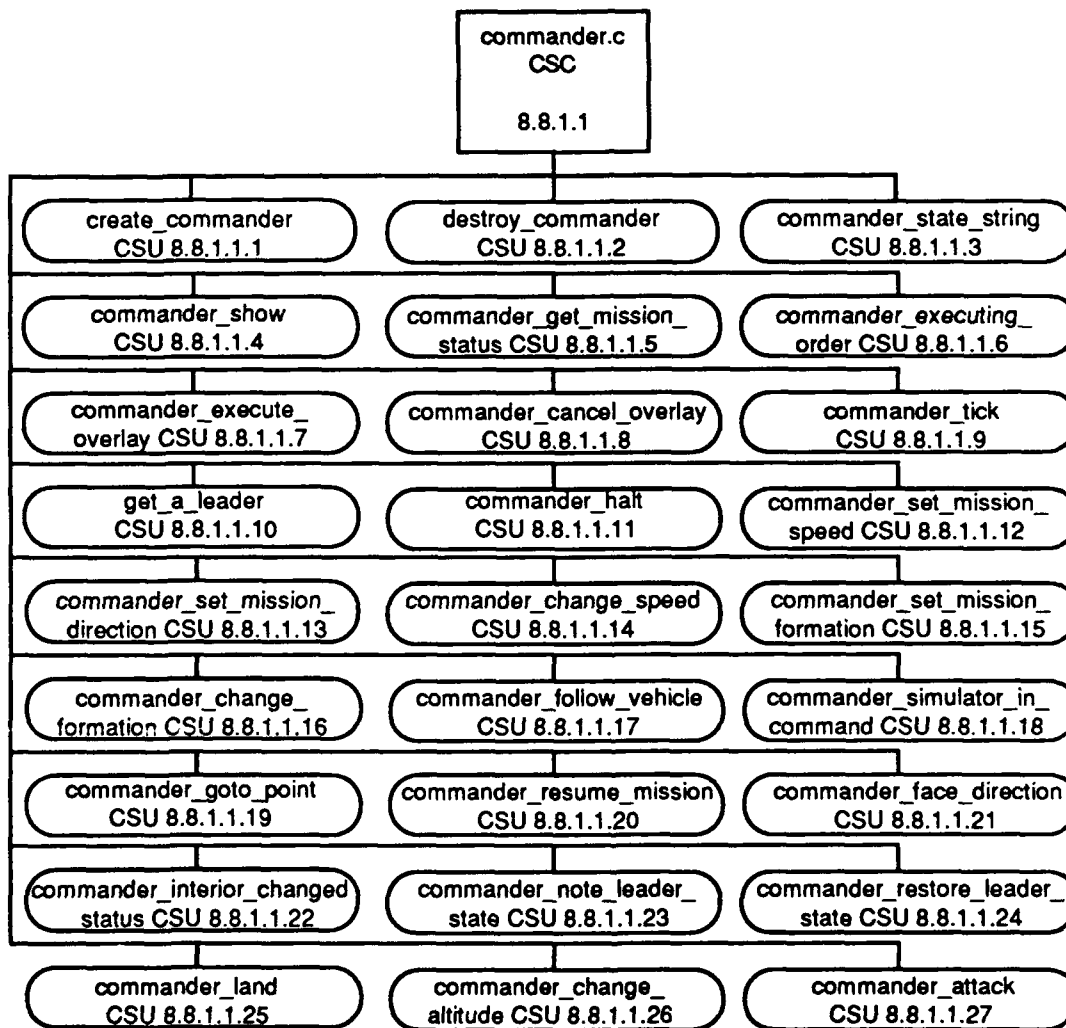 commander.c
CSC
8.8.1.1
create_commander
CSU 8.8.1.1.1
destroy_commander
CSU 8.8.1.1.2
commander_state_string
CSU 8.8.1.1.3
commander_show
CSU 8.8.1.1.4
commander_get_mission_
status CSU 8.8.1.1.5
commander_executing_
order CSU 8.8.1.1.6
commander_execute_
overlay CSU 8.8.1.1.7
commander_cancel_overlay
CSU 8.8.1.1.8
commander_tick
CSU 8.8.1.1.9
get_a_leader
CSU 8.8.1.1.10
commander_halt
CSU 8.8.1.1.11
commander_set_mission_
speed CSU 8.8.1.1.12
commander_set_mission_
direction CSU 8.8.1.1.13
commander_change_speed
CSU 8.8.1.1.14
commander_set_mission_
formation CSU 8.8.1.1.15
commander_change_
formation CSU 8.8.1.1.16
commander_follow_vehicle
CSU 8.8.1.1.17
commander_simulator_in_
command CSU 8.8.1.1.18
commander_goto_point
CSU 8.8.1.1.19
commander_resume_mission
CSU 8.8.1.1.20
commander_face_direction
CSU 8.8.1.1.21
commander_interior_changed
status CSU 8.8.1.1.22
commander_note_leader_
state CSU 8.8.1.1.23
commander_restore_leader_
state CSU 8.8.1.1.24
commander_land
CSU 8.8.1.1.25
commander_change_
altitude CSU 8.8.1.1.26
commander_attack
CSU 8.8.1.1.27